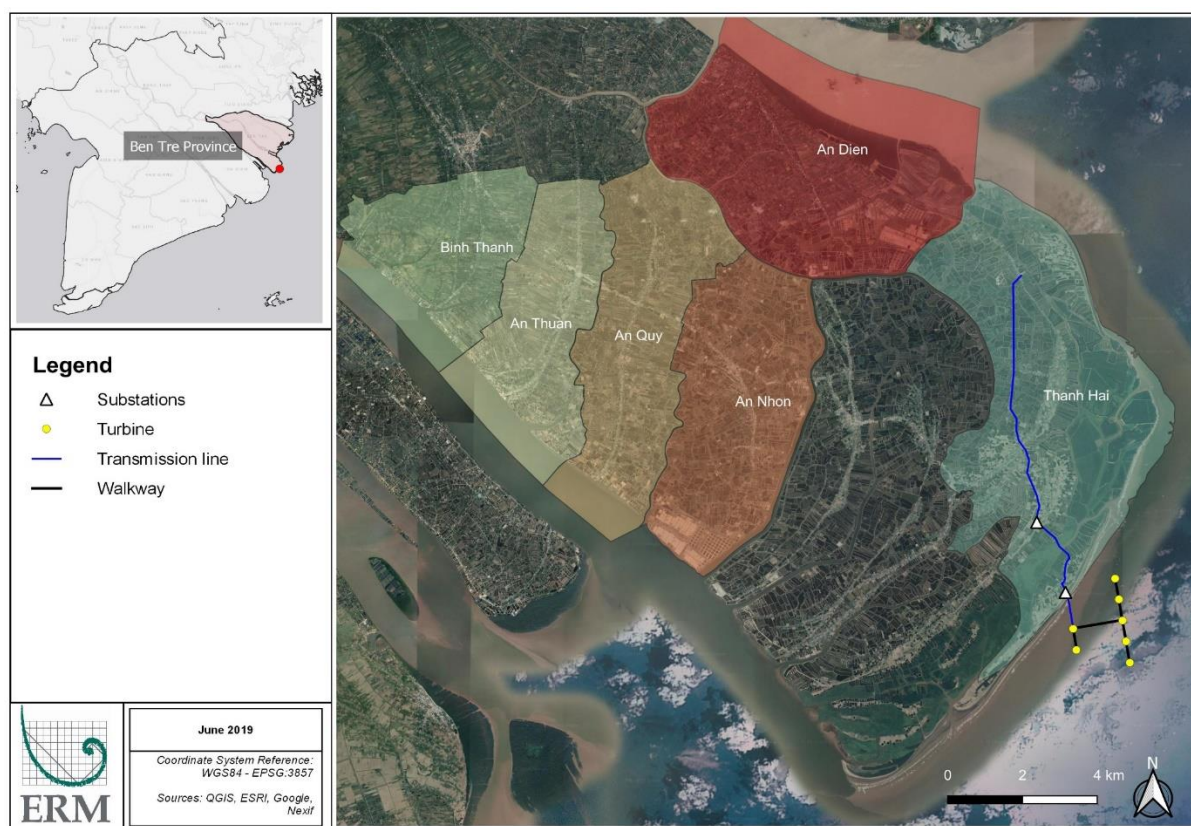 Ben Tre Province
Legend
Substations
Turbine
Transmission line
Walkway
ERM
June 2019
Coordinate System Reference:
WGS84 - EPSG:3857
Sources: QGIS, ESRI, Google,
Nexif
An Dien
Binh Thanh
An Thuan
An Quy
An Nhon
Thanh Hai
N
0 2 4 km